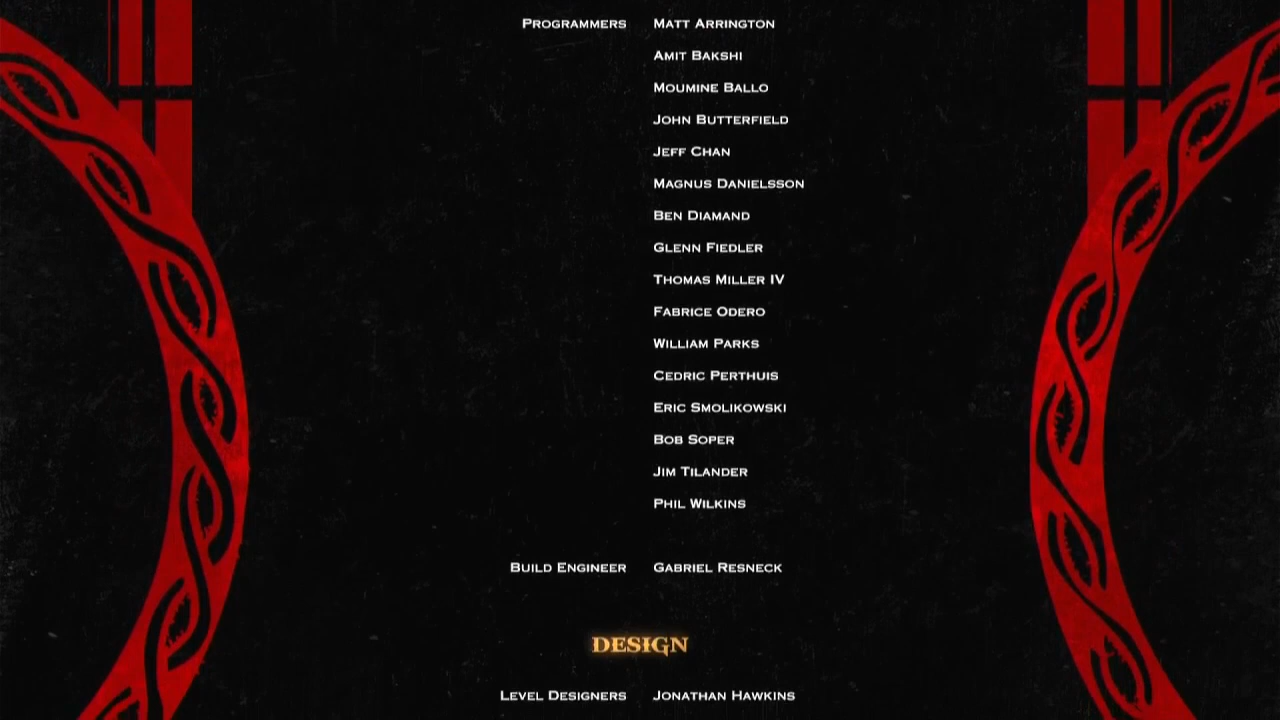 PROGRAMMERS MATT ARRINGTON
AMIT BAKSHI
MOUMINE BALLO
JOHN BUTTERFIELD
JEFF CHAN
MAGNUS DANIELSSON
BEN DIAMAND
GLENN FIEDLER
THOMAS MILLER IV
FABRICE ODERO
WILLIAM PARKS
CEDRIC PERTHUIS
ERIC SMOLIKOWSKI
BOB SOPER
JIM TILANDER
PHIL WILKINS
BUILD ENGINEER GABRIEL RESNECK
DESIGN
LEVEL DESIGNERS JONATHAN HAWKINS